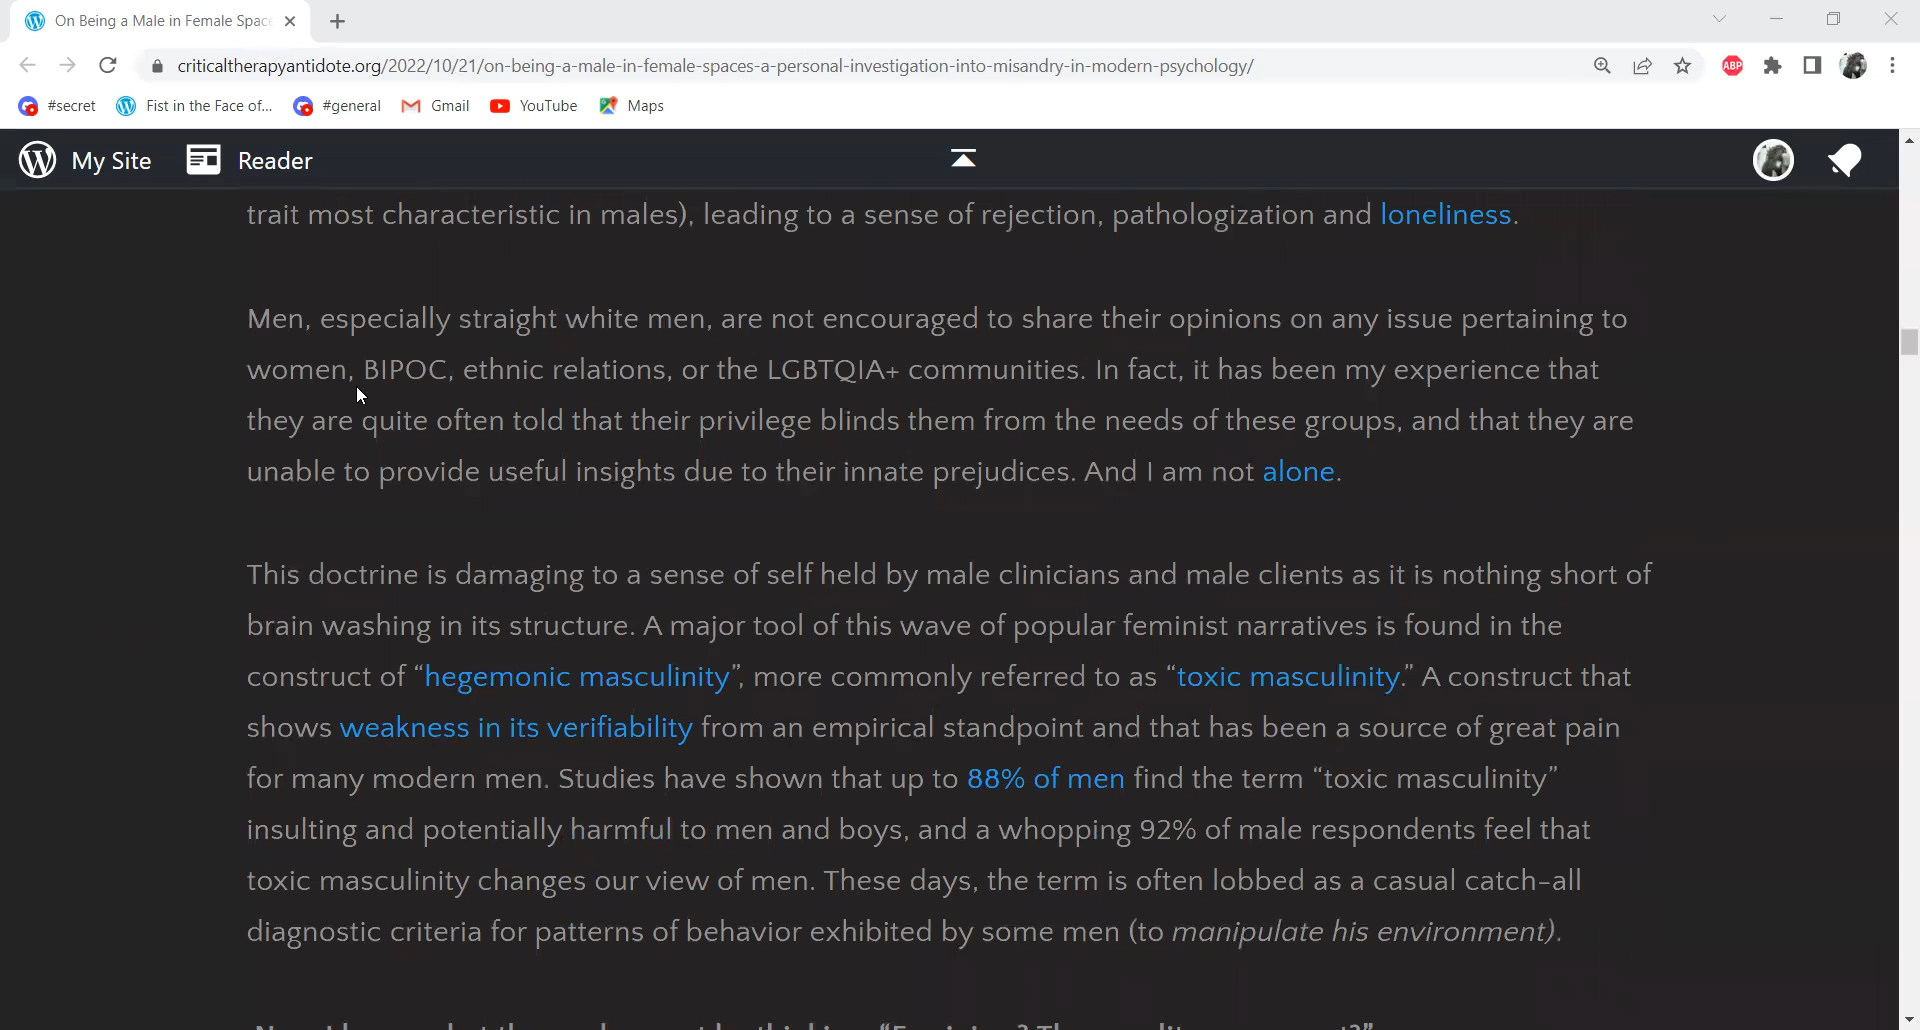 On Being a Male in Female Space
criticaltherapyantidote.org/2022/10/21/on-being-a-male-in-female-spaces-a-personal-investigation-into-misandry-in-modern-psychology/
ABP
#secret Fist in the Face of... #general Gmail YouTube Maps
My Site Reader
trait most characteristic in males), leading to a sense of rejection, pathologization and loneliness.
Men, especially straight white men, are not encouraged to share their opinions on any issue pertaining to
women, BIPOC, ethnic relations, or the LGBTQIA+ communities. In fact, it has been my experience that
they are quite often told that their privilege blinds them from the needs of these groups, and that they are
unable to provide useful insights due to their innate prejudices. And I am not alone.
This doctrine is damaging to a sense of self held by male clinicians and male clients as it is nothing short of
brain washing in its structure. A major tool of this wave of popular feminist narratives is found in the
construct of “hegemonic masculinity”, more commonly referred to as “toxic masculinity.” A construct that
shows weakness in its verifiability from an empirical standpoint and that has been a source of great pain
for many modern men. Studies have shown that up to 88% of men find the term “toxic masculinity”
insulting and potentially harmful to men and boys, and a whopping 92% of male respondents feel that
toxic masculinity changes our view of men. These days, the term is often lobbed as a casual catch-all
diagnostic criteria for patterns of behavior exhibited by some men (to manipulate his environment).